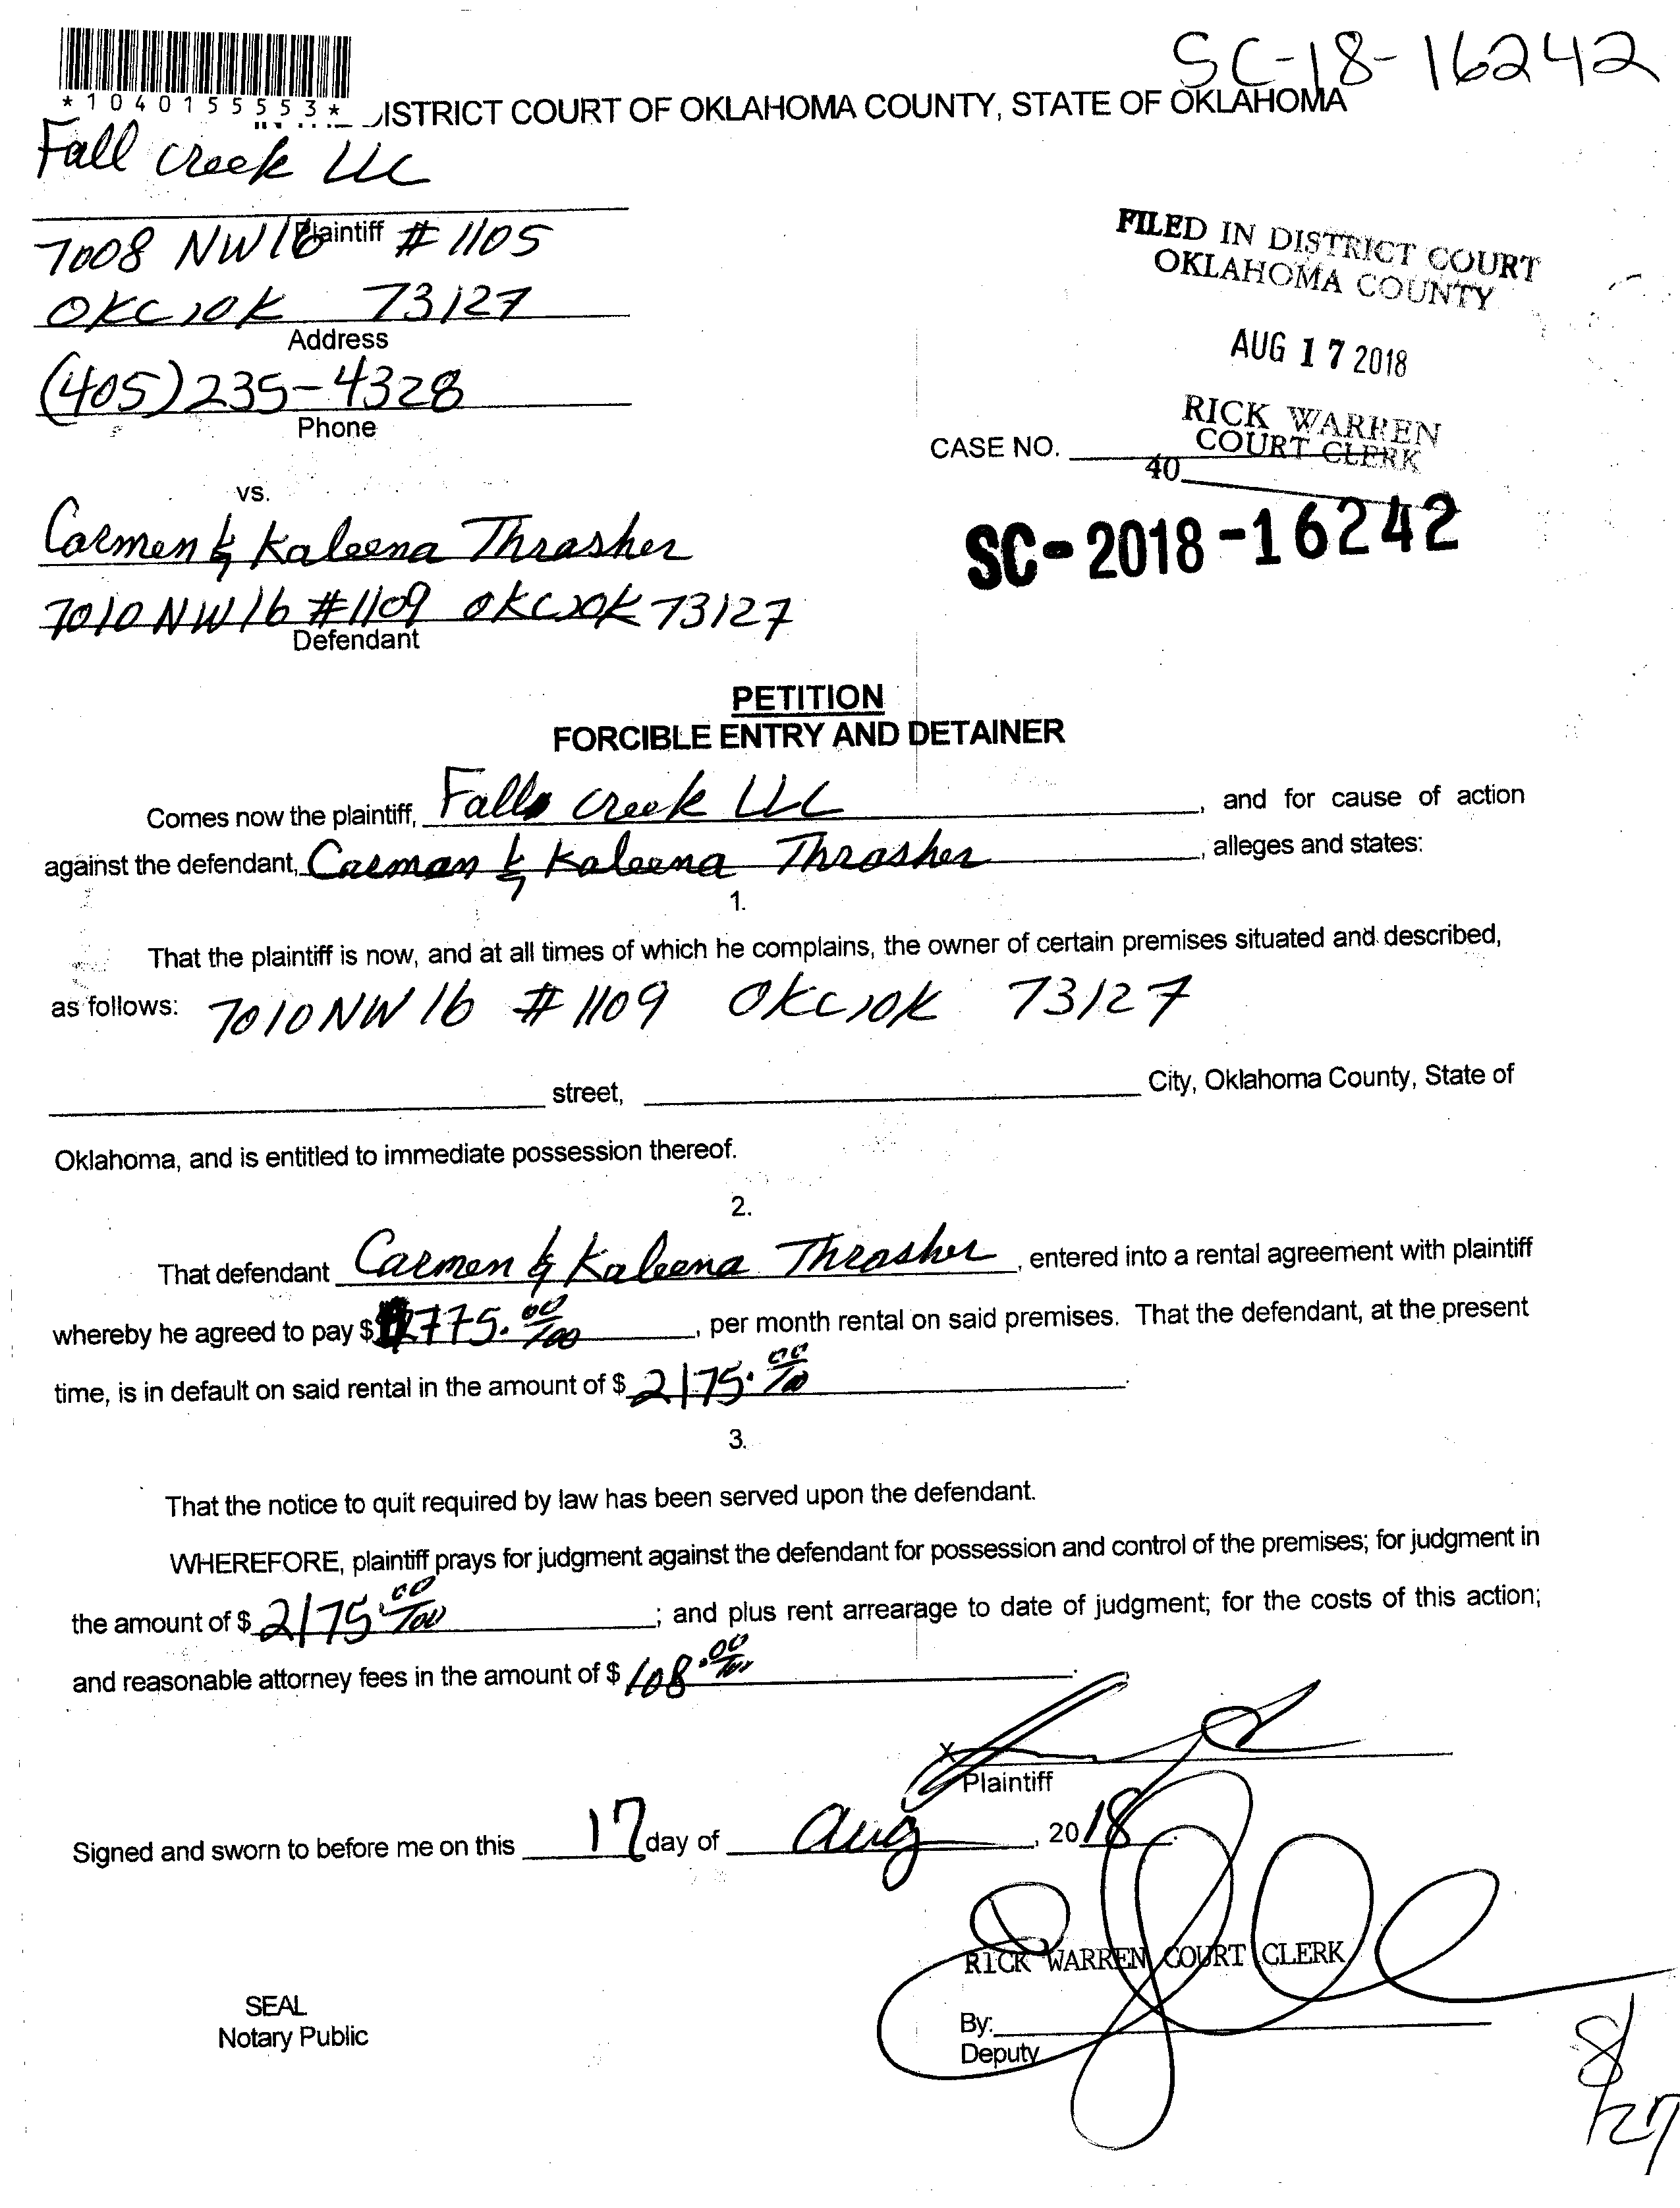 SC-18-16242
*1040155553*
DISTRICT COURT OF OKLAHOMA COUNTY, STATE OF OKLAHOMA
Fall Creek LLC
Plaintiff
7008 NW 16 # 1105
OKC, OK 73127
Address
(405) 235-4328
Phone
FILED IN DISTRICT COURT
OKLAHOMA COUNTY
AUG 17 2018
RICK WARREN
COURT CLERK
CASE NO.
40
SC-2018-16242
vs.
Carmen & Kaleena Thrasher
7010 NW 16 #1109 OKC, OK 73127
Defendant
PETITION
FORCIBLE ENTRY AND DETAINER
Comes now the plaintiff, Falls Creek LLC, and for cause of action
against the defendant, Carman & Kaleena Thrasher, alleges and states:
1.
That the plaintiff is now, and at all times of which he complains, the owner of certain premises situated and described,
as follows: 7010 NW 16 # 1109 OKC, OK 73127
street, City, Oklahoma County, State of
Oklahoma, and is entitled to immediate possession thereof.
2.
That defendant Carmen & Kaleena Thrasher, entered into a rental agreement with plaintiff
whereby he agreed to pay $ 775.00/100, per month rental on said premises. That the defendant, at the present
time, is in default on said rental in the amount of $ 2175.00/100.
3.
That the notice to quit required by law has been served upon the defendant.
WHEREFORE, plaintiff prays for judgment against the defendant for possession and control of the premises; for judgment in
the amount of $ 2175.00/100; and plus rent arrearage to date of judgment; for the costs of this action;
and reasonable attorney fees in the amount of $ 108.00/100.
X
Plaintiff
Signed and sworn to before me on this 17 day of Aug, 2018.
RICK WARREN COURT CLERK
SEAL
Notary Public
By:
Deputy
8/27